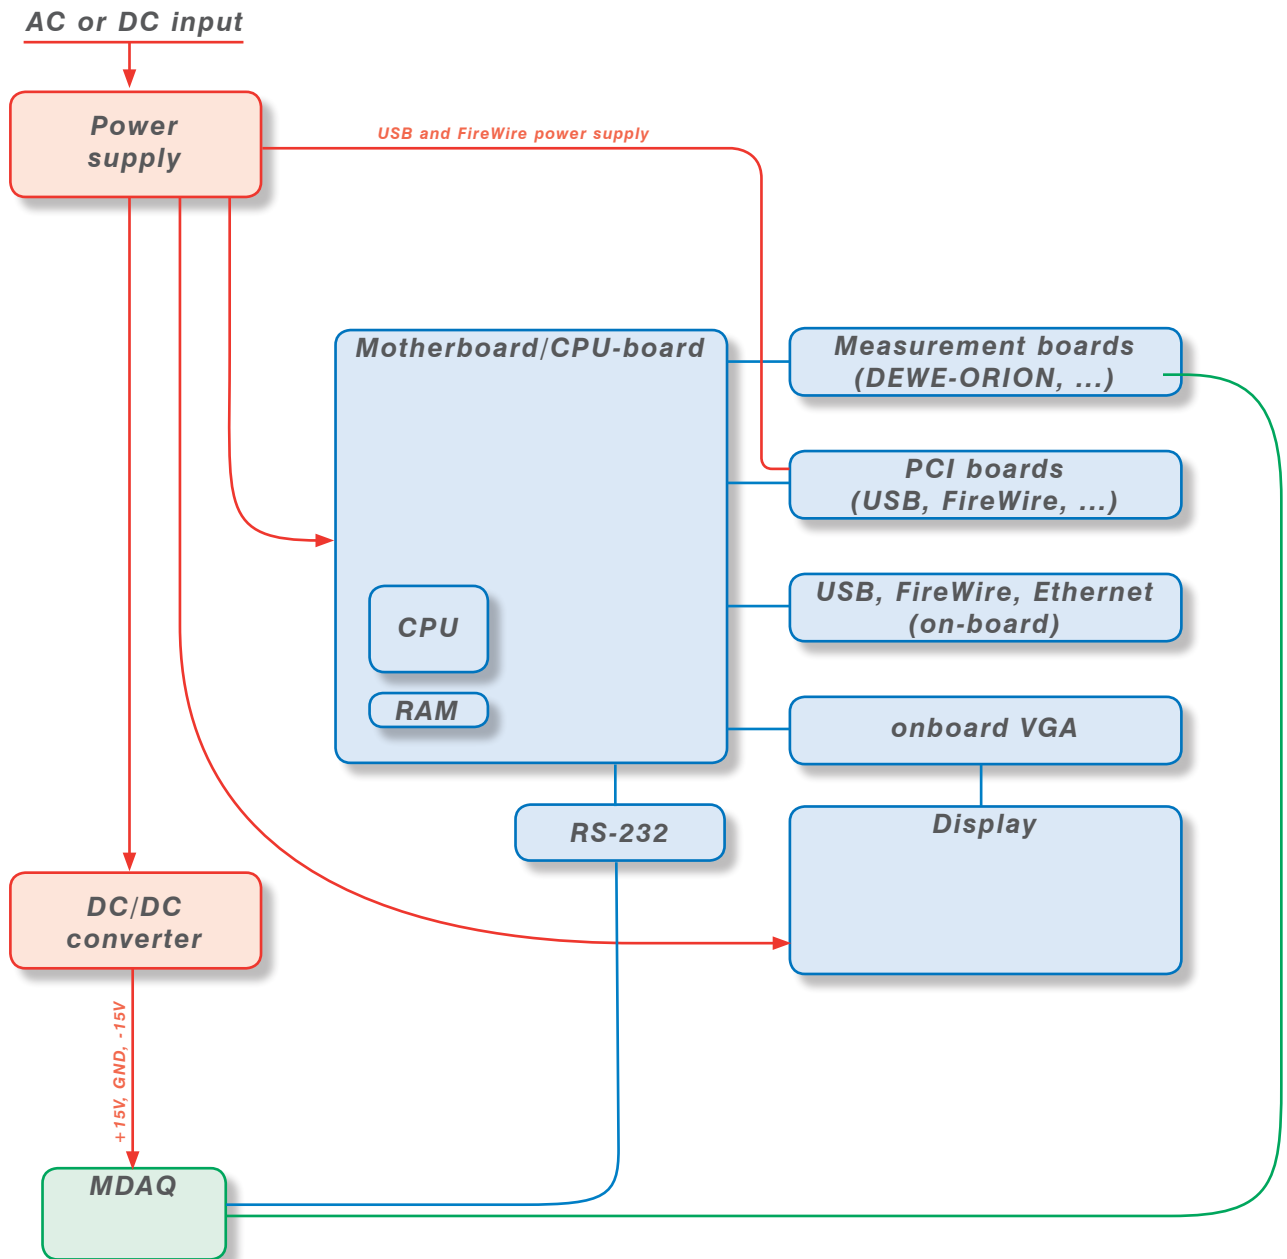 AC or DC input
Power
supply
USB and FireWire power supply
Motherboard/CPU-board
Measurement boards
(DEWE-ORION, ...)
PCI boards
(USB, FireWire, ...)
USB, FireWire, Ethernet
(on-board)
CPU
RAM
onboard VGA
RS-232
Display
DC/DC
converter
+15V, GND, -15V
MDAQ